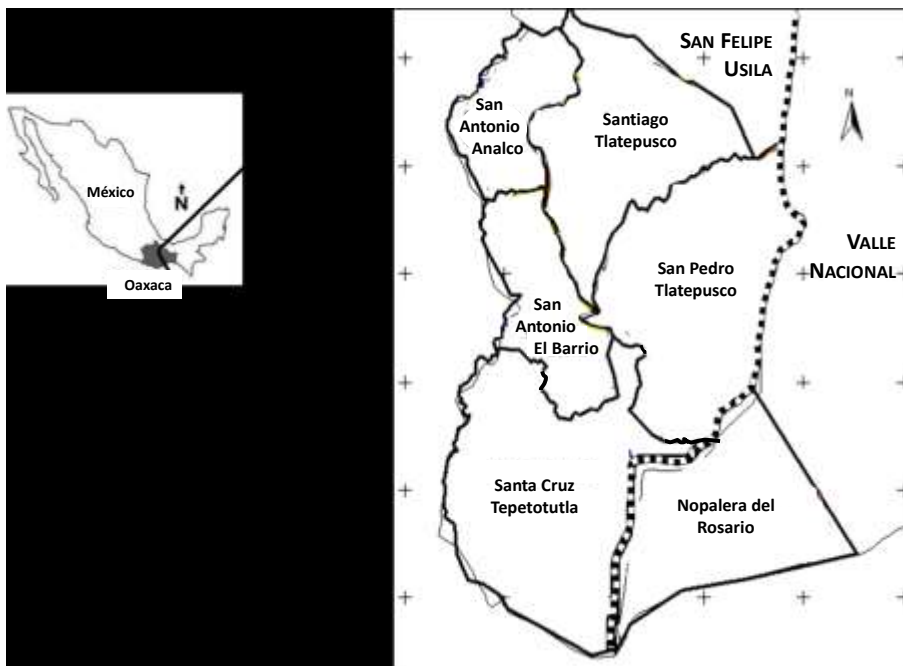 México
N
Oaxaca
SAN FELIPE
USILA
N
San
Antonio
Analco
Santiago
Tlatepusco
VALLE
NACIONAL
San Pedro
Tlatepusco
San
Antonio
El Barrio
Santa Cruz
Tepetotutla
Nopalera del
Rosario